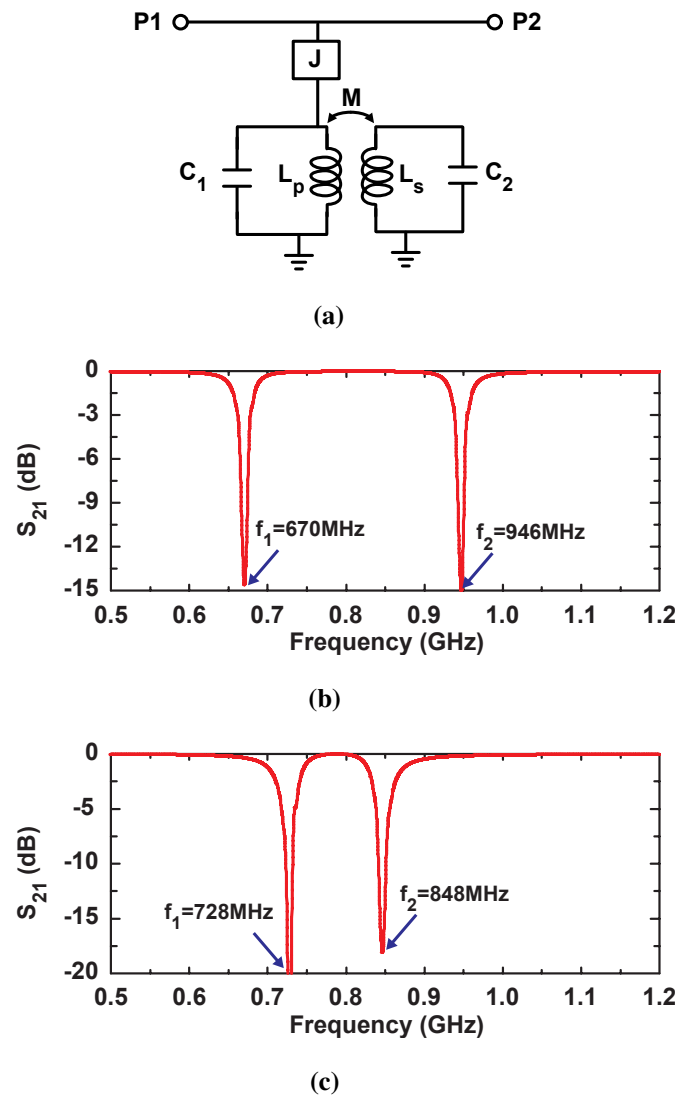 P1 P2
J
M
C1 Lp Ls C2
(a)
0
-3
-6
-9
-12
-15
S21 (dB)
f1=670MHz f2=946MHz
0.5 0.6 0.7 0.8 0.9 1.0 1.1 1.2
Frequency (GHz)
(b)
0
-5
-10
-15
-20
S21 (dB)
f1=728MHz f2=848MHz
0.5 0.6 0.7 0.8 0.9 1.0 1.1 1.2
Frequency (GHz)
(c)